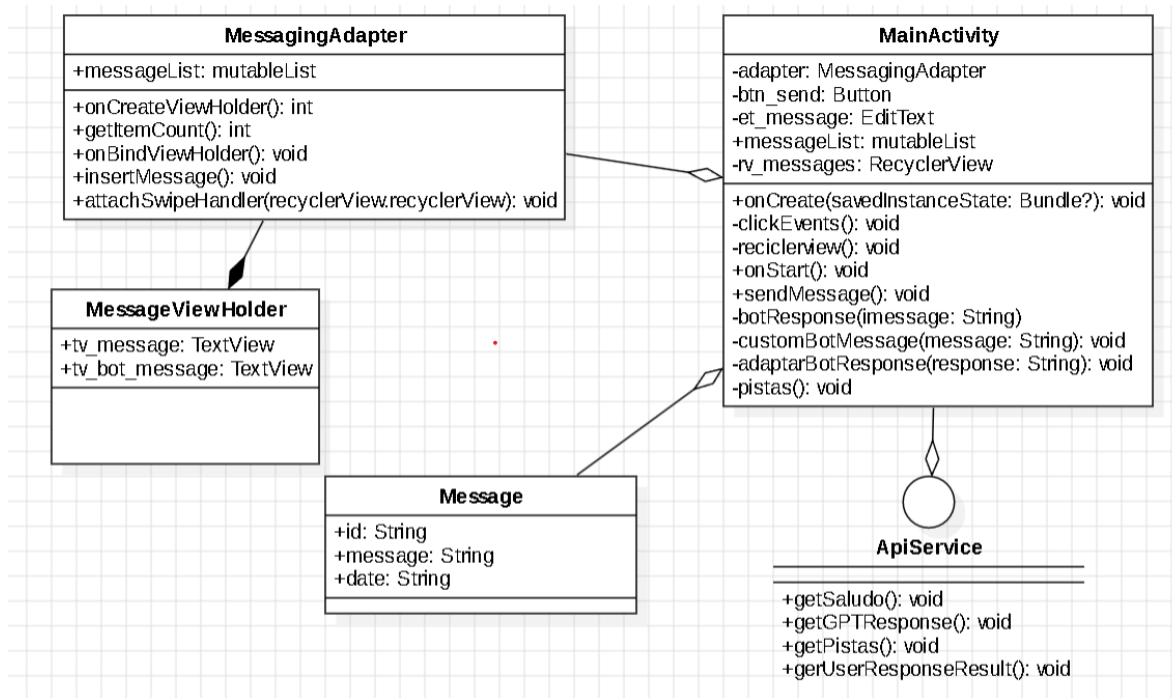 MessagingAdapter
+messageList: mutableList
+onCreateViewHolder(): int
+getItemCount(): int
+onBindViewHolder(): void
+insertMessage(): void
+attachSwipeHandler(recyclerView.recyclerView): void
MainActivity
-adapter: MessagingAdapter
-btn_send: Button
-et_message: EditText
+messageList: mutableList
-rv_messages: RecyclerView
+onCreate(savedInstanceState: Bundle?): void
-clickEvents(): void
-reciclerview(): void
+onStart(): void
+sendMessage(): void
-botResponse(imessage: String)
-customBotMessage(message: String): void
-adaptarBotResponse(response: String): void
-pistas(): void
MessageViewHolder
+tv_message: TextView
+tv_bot_message: TextView
Message
+id: String
+message: String
+date: String
ApiService
+getSaludo(): void
+getGPTResponse(): void
+getPistas(): void
+gerUserResponseResult(): void